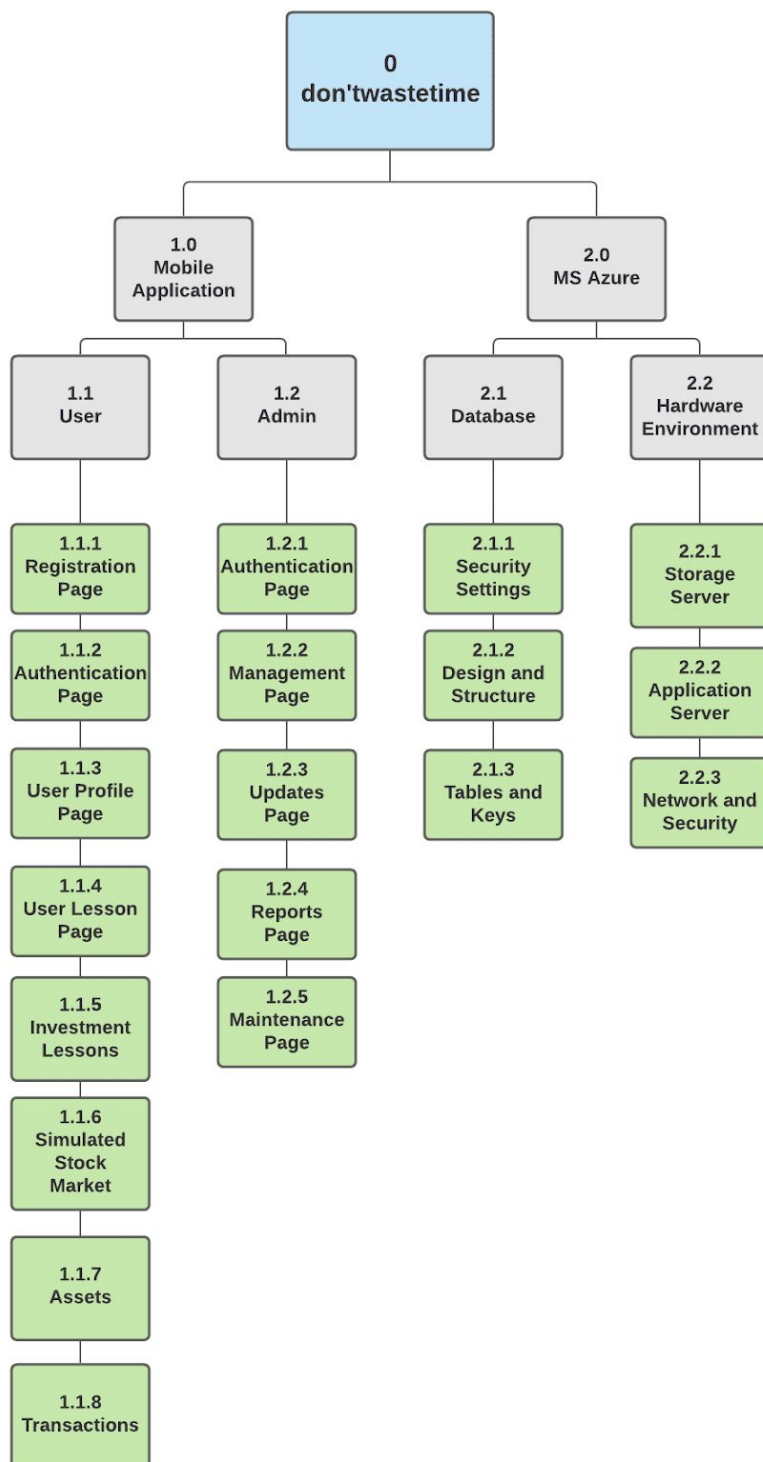 0
don'twastetime
1.0
Mobile
Application
2.0
MS Azure
1.1
User
1.2
Admin
2.1
Database
2.2
Hardware
Environment
1.1.1
Registration
Page
1.2.1
Authentication
Page
2.1.1
Security
Settings
2.2.1
Storage
Server
1.1.2
Authentication
Page
1.2.2
Management
Page
2.1.2
Design and
Structure
2.2.2
Application
Server
1.1.3
User Profile
Page
1.2.3
Updates
Page
2.1.3
Tables and
Keys
2.2.3
Network and
Security
1.1.4
User Lesson
Page
1.2.4
Reports
Page
1.1.5
Investment
Lessons
1.2.5
Maintenance
Page
1.1.6
Simulated
Stock
Market
1.1.7
Assets
1.1.8
Transactions